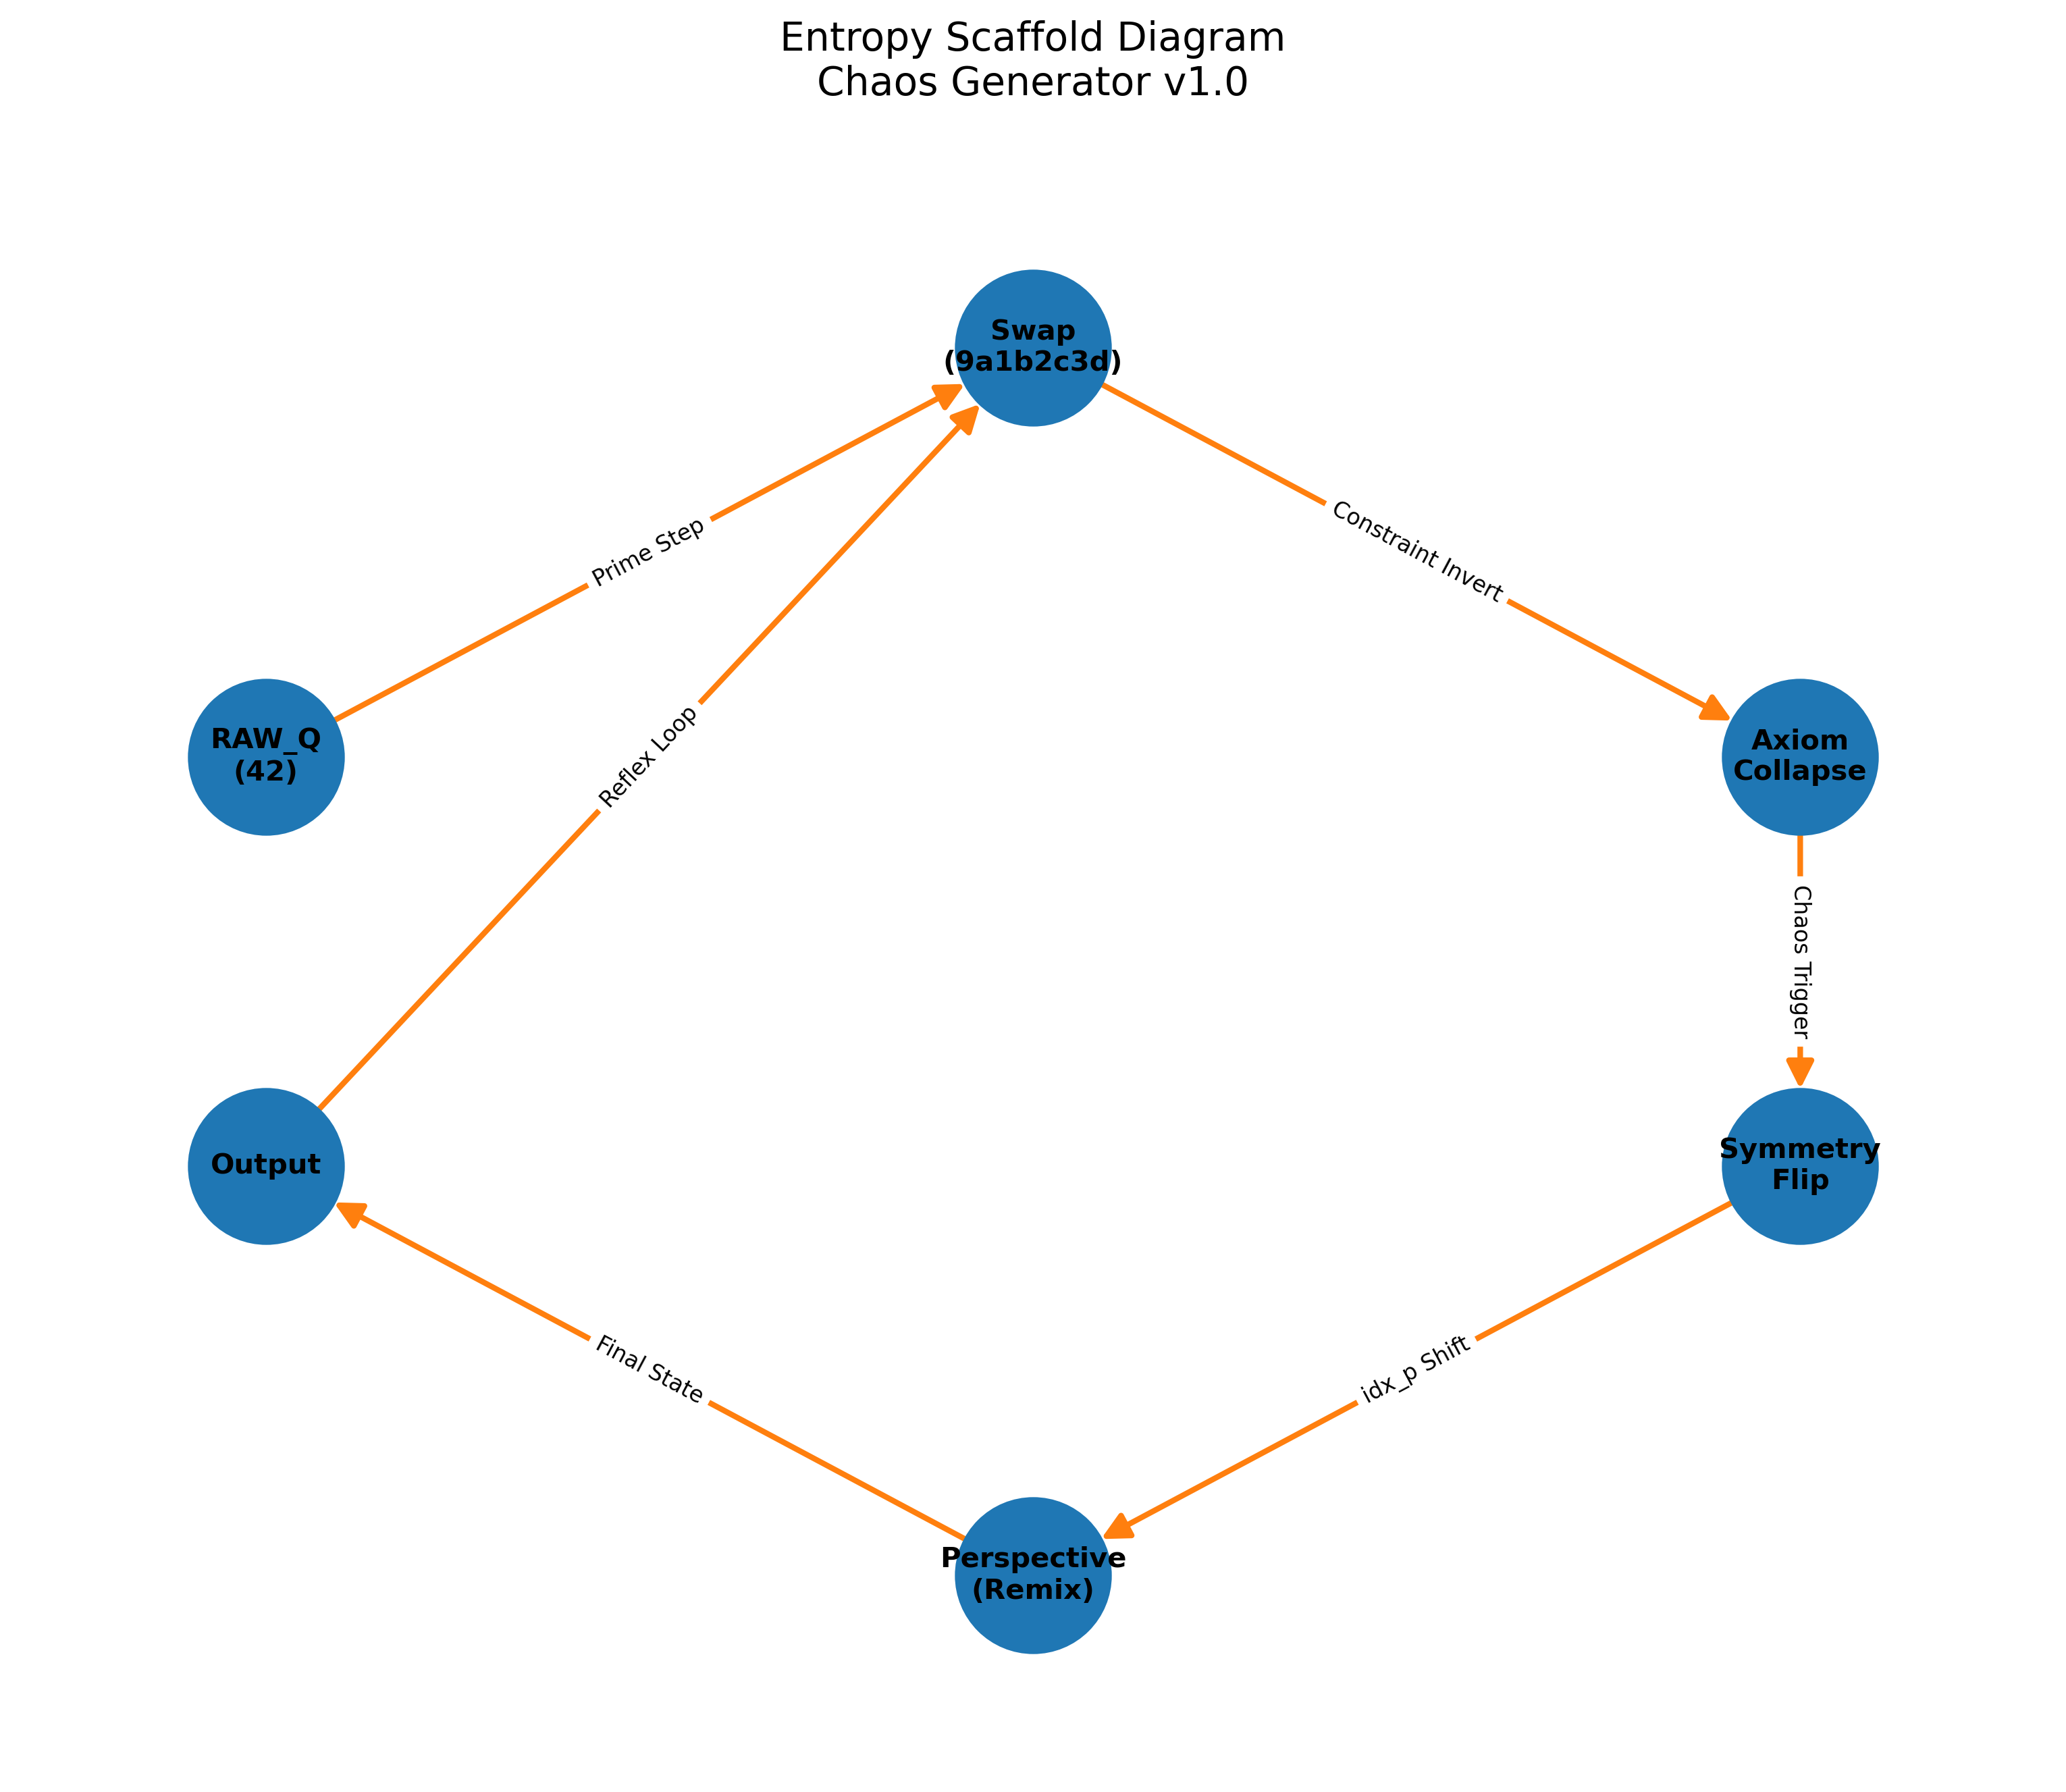 Entropy Scaffold Diagram
Chaos Generator v1.0
Swap
(9a1b2c3d)
Prime Step
Constraint Invert
Reflex Loop
RAW_Q
(42)
Axiom
Collapse
Chaos Trigger
Output
Symmetry
Flip
Final State
idx_p Shift
Perspective
(Remix)